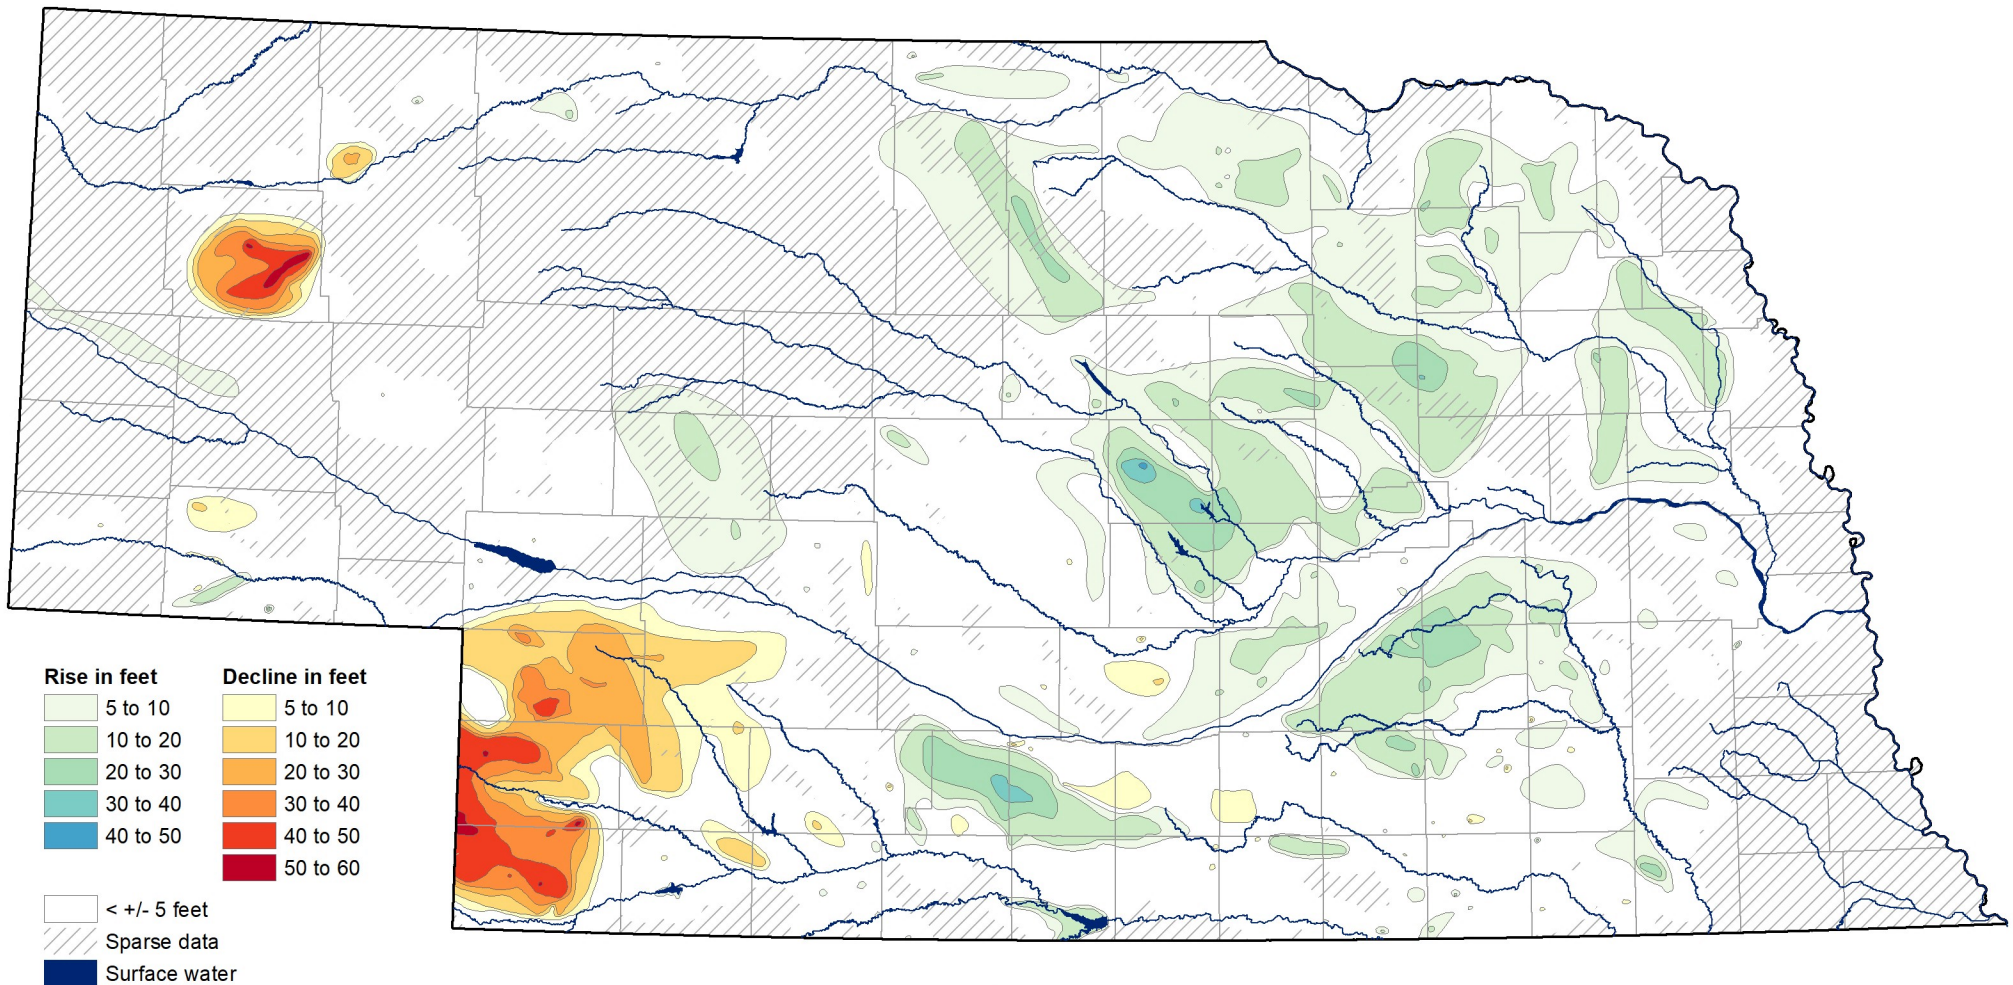 Rise in feet
5 to 10
10 to 20
20 to 30
30 to 40
40 to 50
Decline in feet
5 to 10
10 to 20
20 to 30
30 to 40
40 to 50
50 to 60
< +/- 5 feet
Sparse data
Surface water